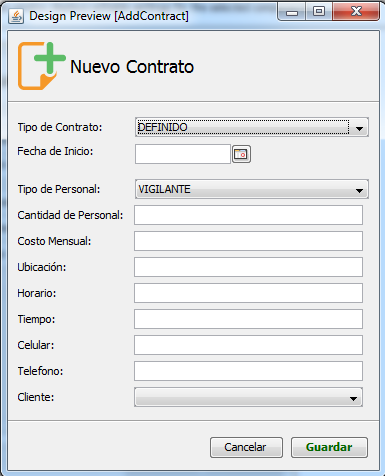 Design Preview [AddContract]
Nuevo Contrato
Tipo de Contrato: DEFINIDO
Fecha de Inicio:
Tipo de Personal: VIGILANTE
Cantidad de Personal:
Costo Mensual:
Ubicación:
Horario:
Tiempo:
Celular:
Telefono:
Cliente:
Cancelar Guardar